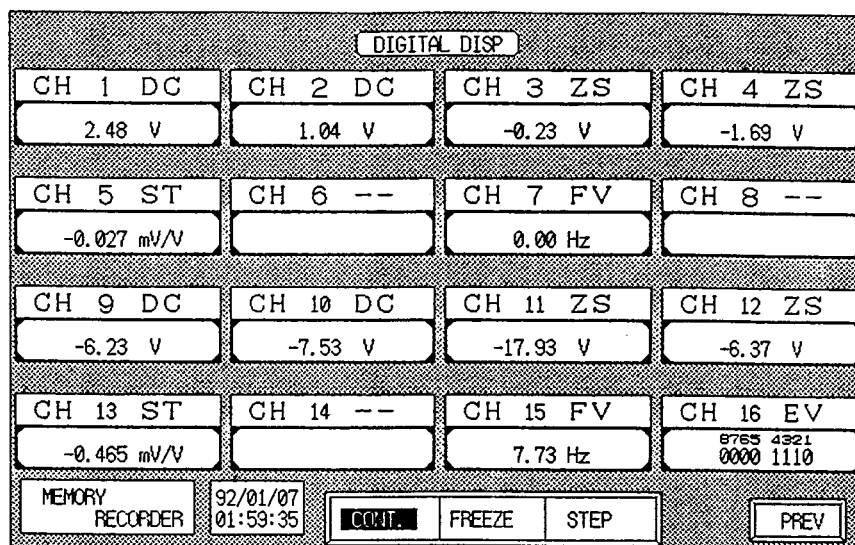 DIGITAL DISP
CH 1 DC CH 2 DC CH 3 ZS CH 4 ZS
2.48 V 1.04 V -0.23 V -1.69 V
CH 5 ST CH 6 -- CH 7 FV CH 8 --
-0.027 mV/V 0.00 Hz
CH 9 DC CH 10 DC CH 11 ZS CH 12 ZS
-6.23 V -7.53 V -17.93 V -6.37 V
CH 13 ST CH 14 -- CH 15 FV CH 16 EV
8765 4321
-0.465 mV/V 7.73 Hz 0000 1110
MEMORY 92/01/07
RECORDER 01:59:35 CONT. FREEZE STEP PREV